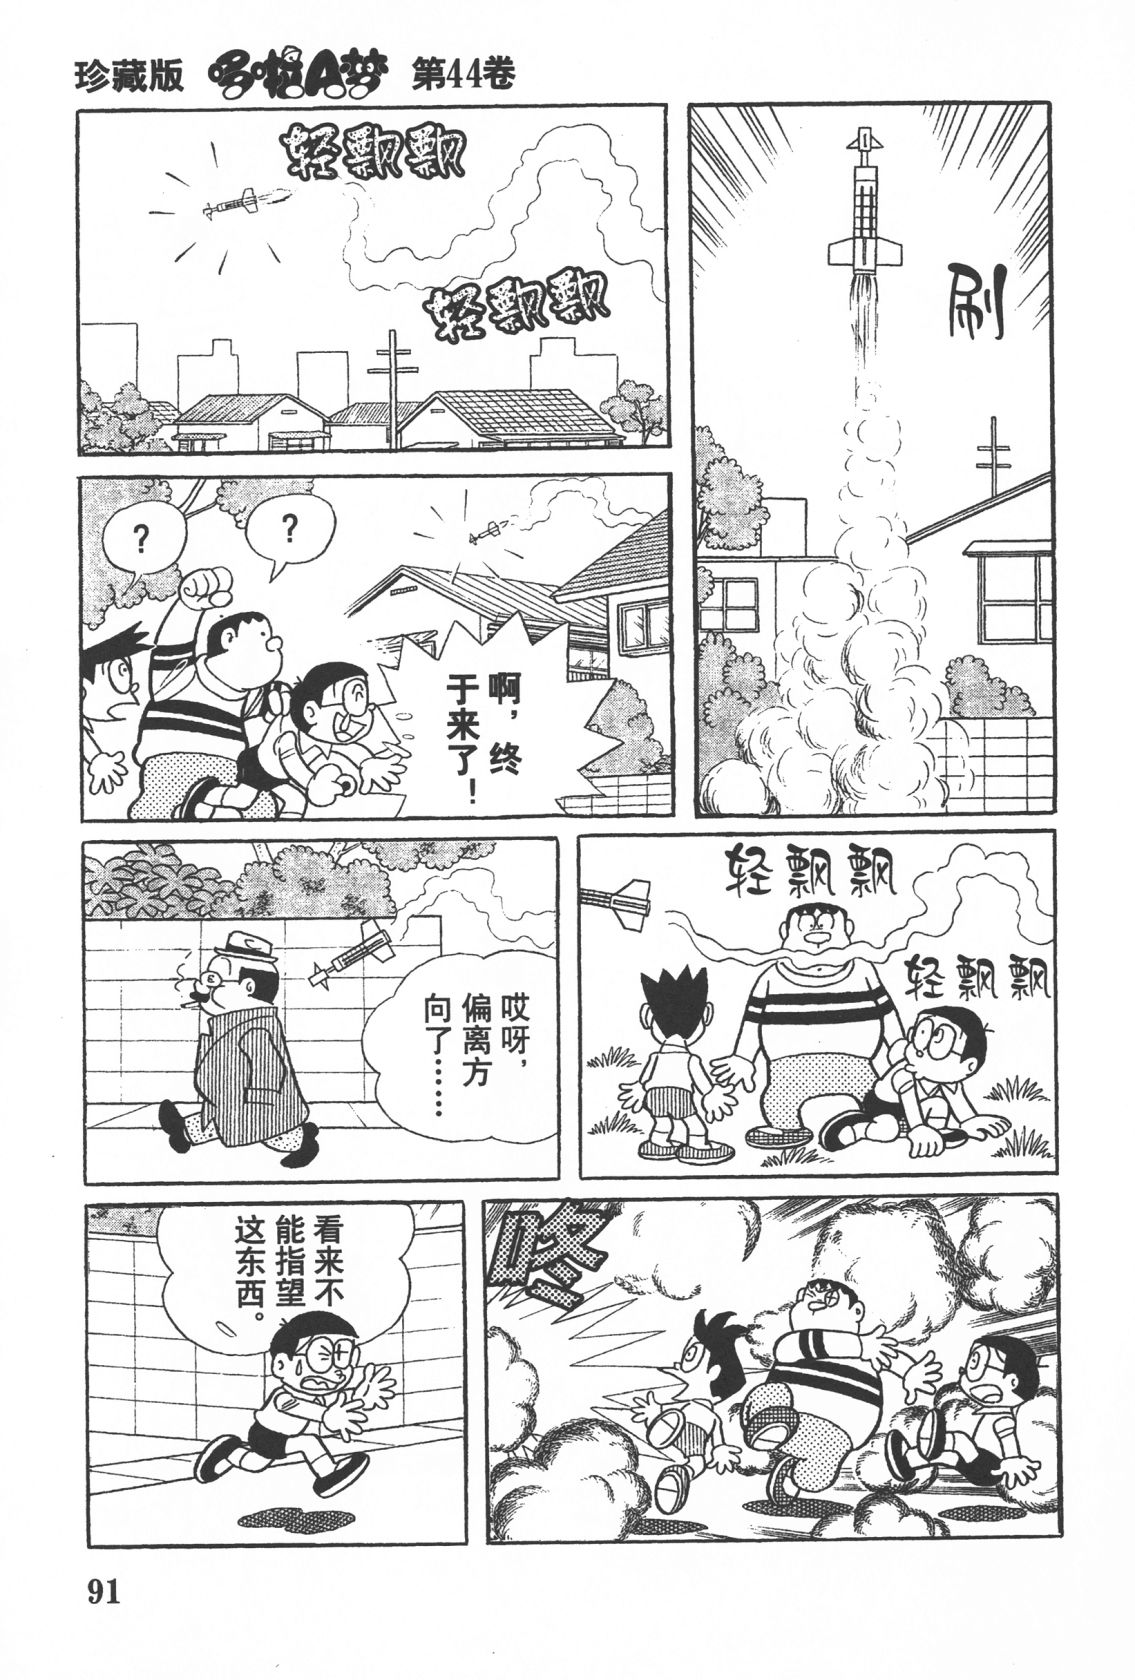 珍藏版 哆啦A梦 第44卷
刷
轻飘飘
轻飘飘
?
?
啊，终
于来了！
轻飘飘
轻飘飘
哎呀，
偏离方
向了……
咚
看来不
能指望
这东西。
91